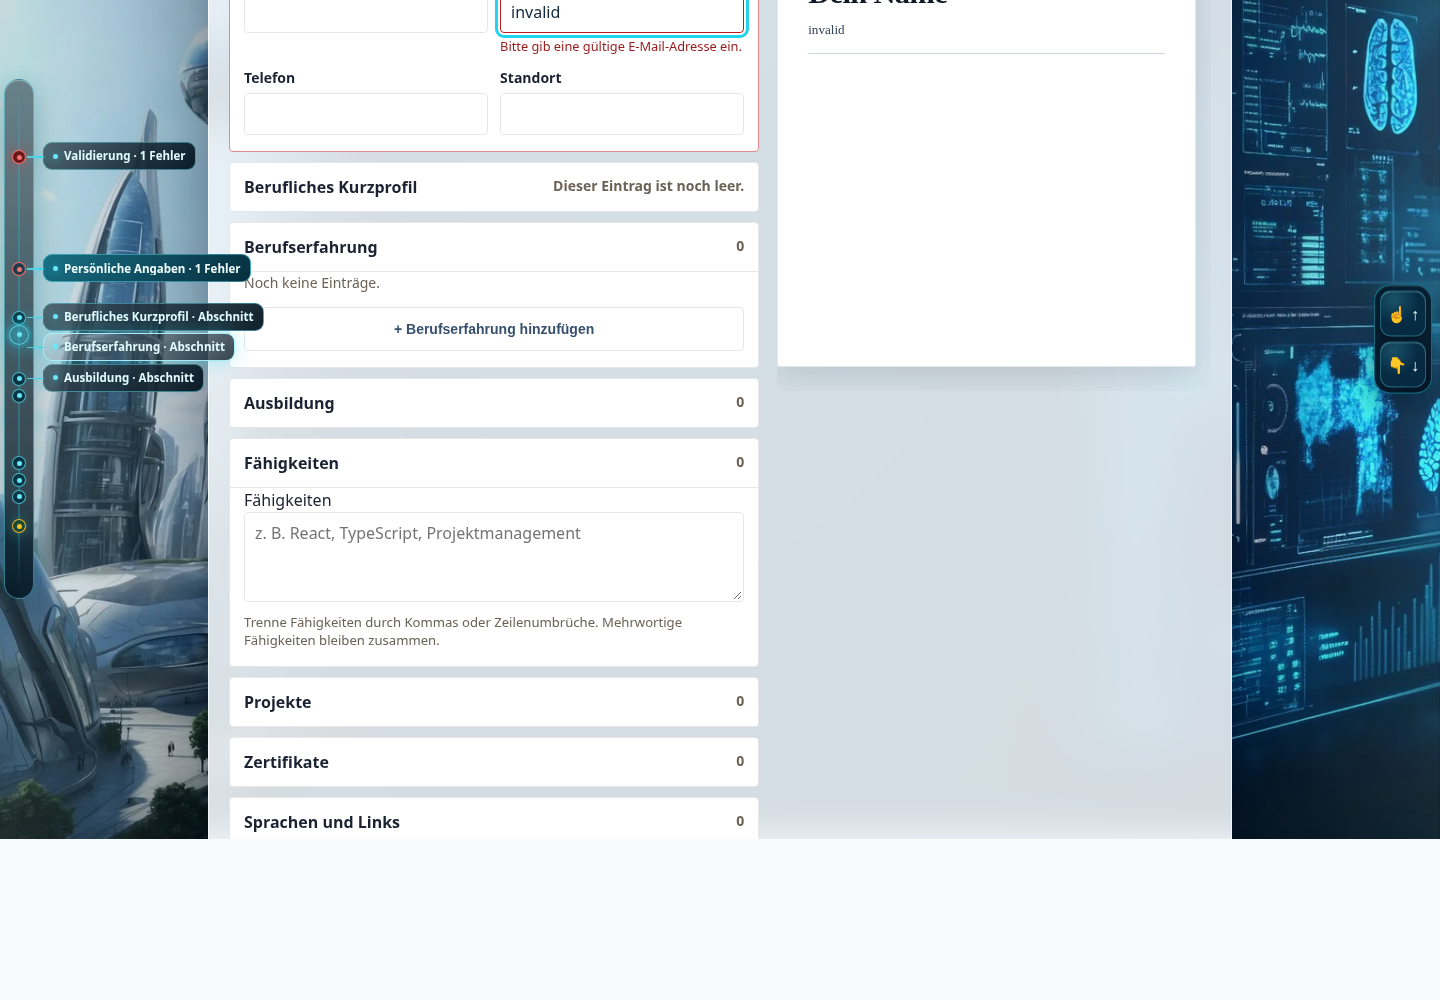 invalid
Bitte gib eine gültige E-Mail-Adresse ein.
Telefon
Standort
Berufliches Kurzprofil
Dieser Eintrag ist noch leer.
Berufserfahrung
0
Noch keine Einträge.
+ Berufserfahrung hinzufügen
Ausbildung
0
Fähigkeiten
0
Fähigkeiten
z. B. React, TypeScript, Projektmanagement
Trenne Fähigkeiten durch Kommas oder Zeilenumbrüche. Mehrwortige
Fähigkeiten bleiben zusammen.
Projekte
0
Zertifikate
0
Sprachen und Links
0
Validierung · 1 Fehler
Persönliche Angaben · 1 Fehler
Berufliches Kurzprofil · Abschnitt
Berufserfahrung · Abschnitt
Ausbildung · Abschnitt
Dein Name
invalid
☝ ↑
👇 ↓